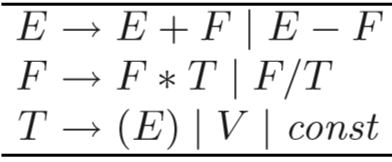 E → E + F | E − F
F → F ∗ T | F/T
T → (E) | V | const